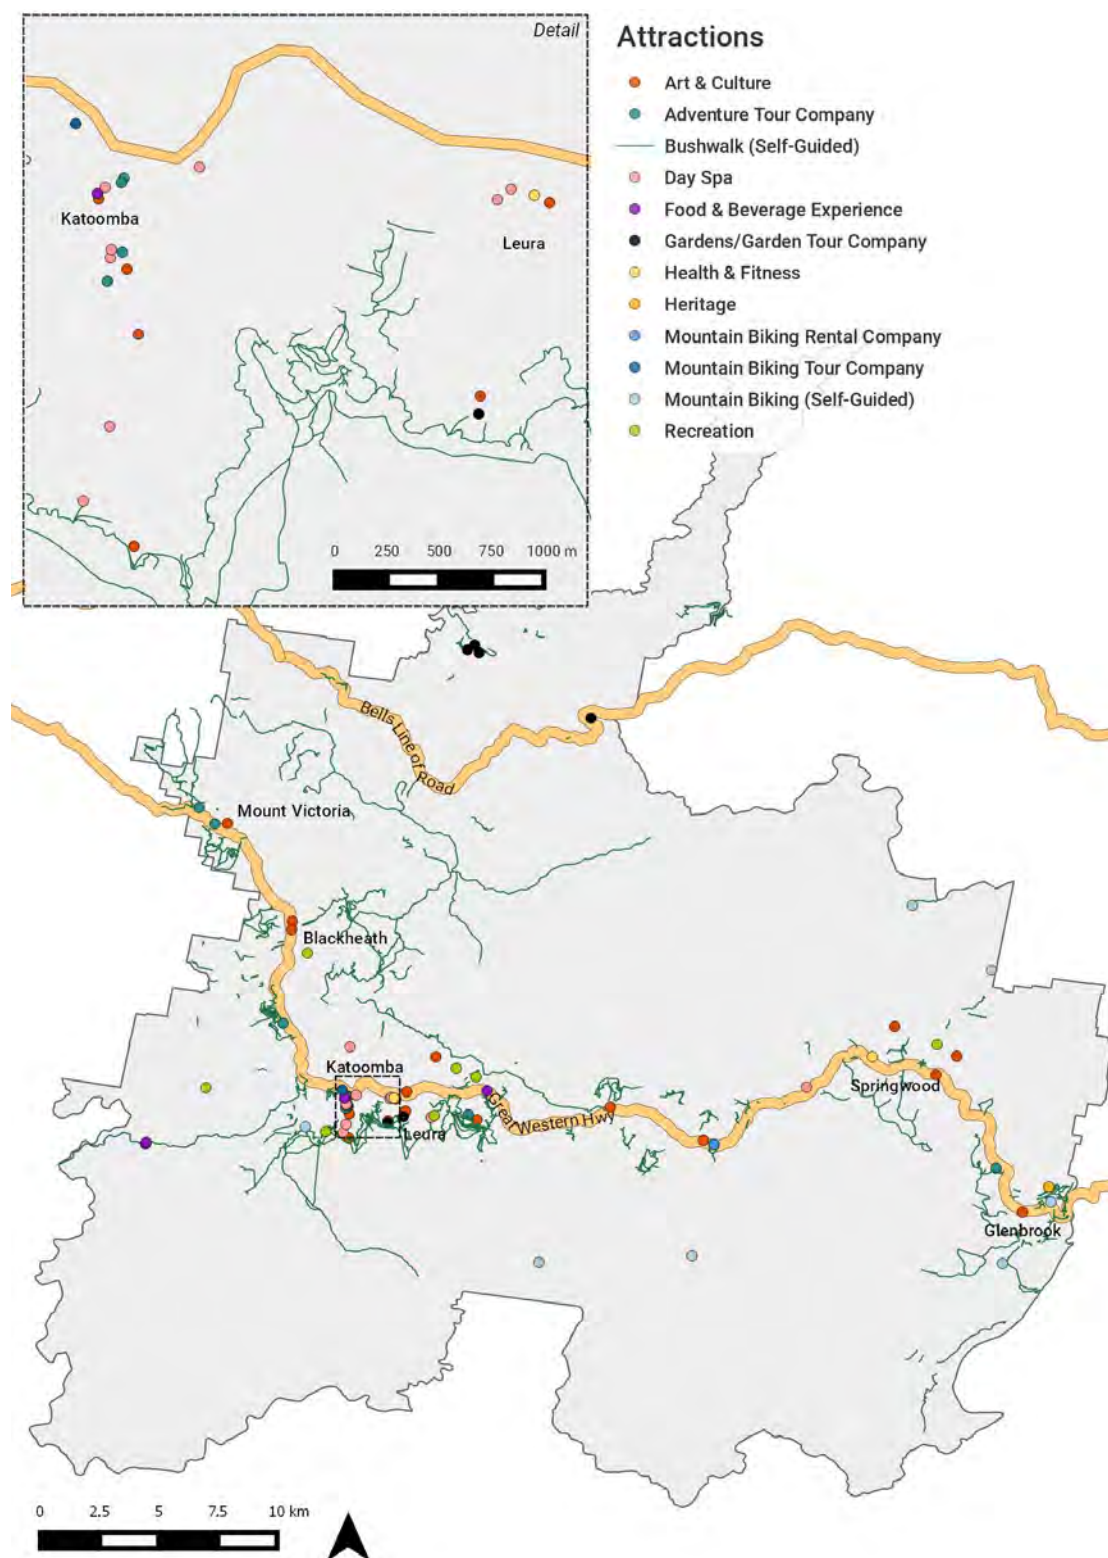 Detail
Attractions
Art & Culture
Adventure Tour Company
Bushwalk (Self-Guided)
Day Spa
Food & Beverage Experience
Gardens/Garden Tour Company
Health & Fitness
Heritage
Mountain Biking Rental Company
Mountain Biking Tour Company
Mountain Biking (Self-Guided)
Recreation
Katoomba
Leura
0 250 500 750 1000 m
Bells Line of Road
Mount Victoria
Blackheath
Katoomba
Leura
Great Western Hwy
Springwood
Glenbrook
0 2.5 5 7.5 10 km